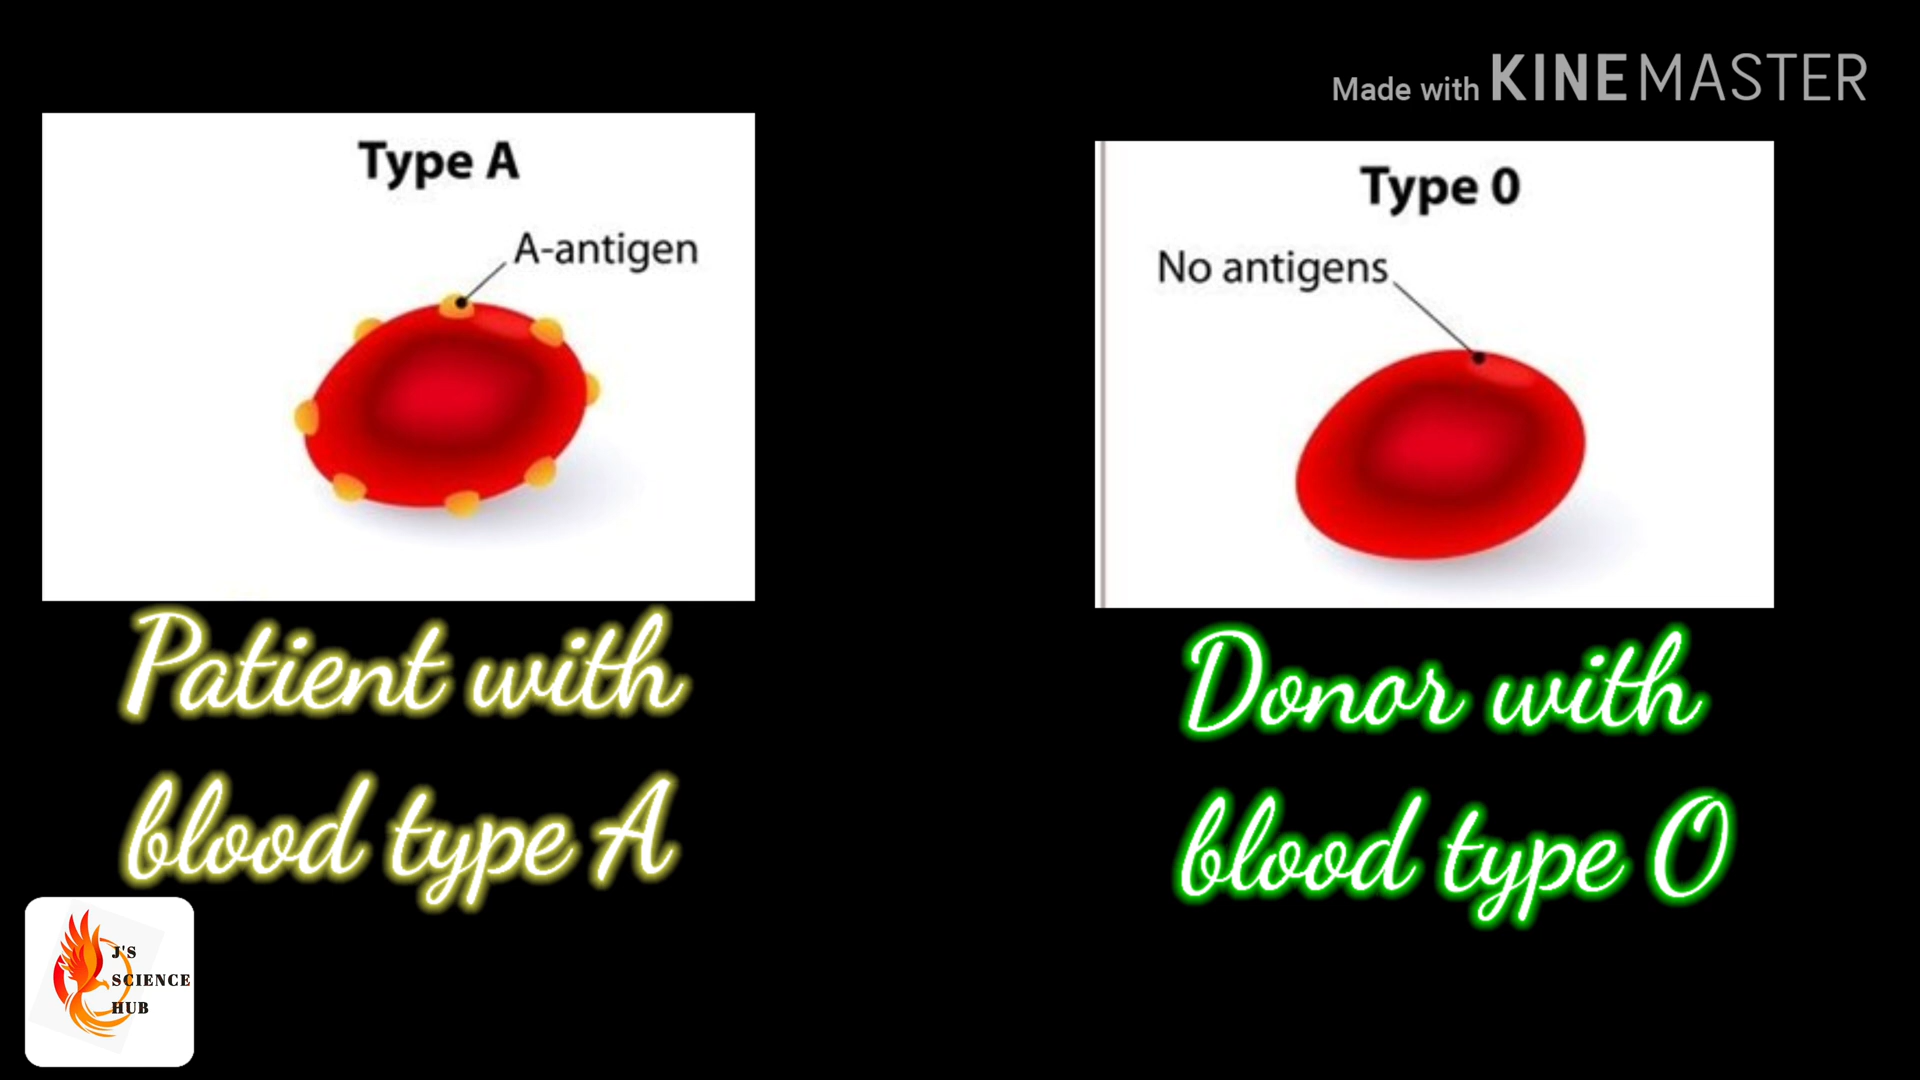 Made with KINEMASTER
Type A
A-antigen
Type 0
No antigens
Patient with
blood type A
Donor with
blood type O
J'S
SCIENCE
HUB